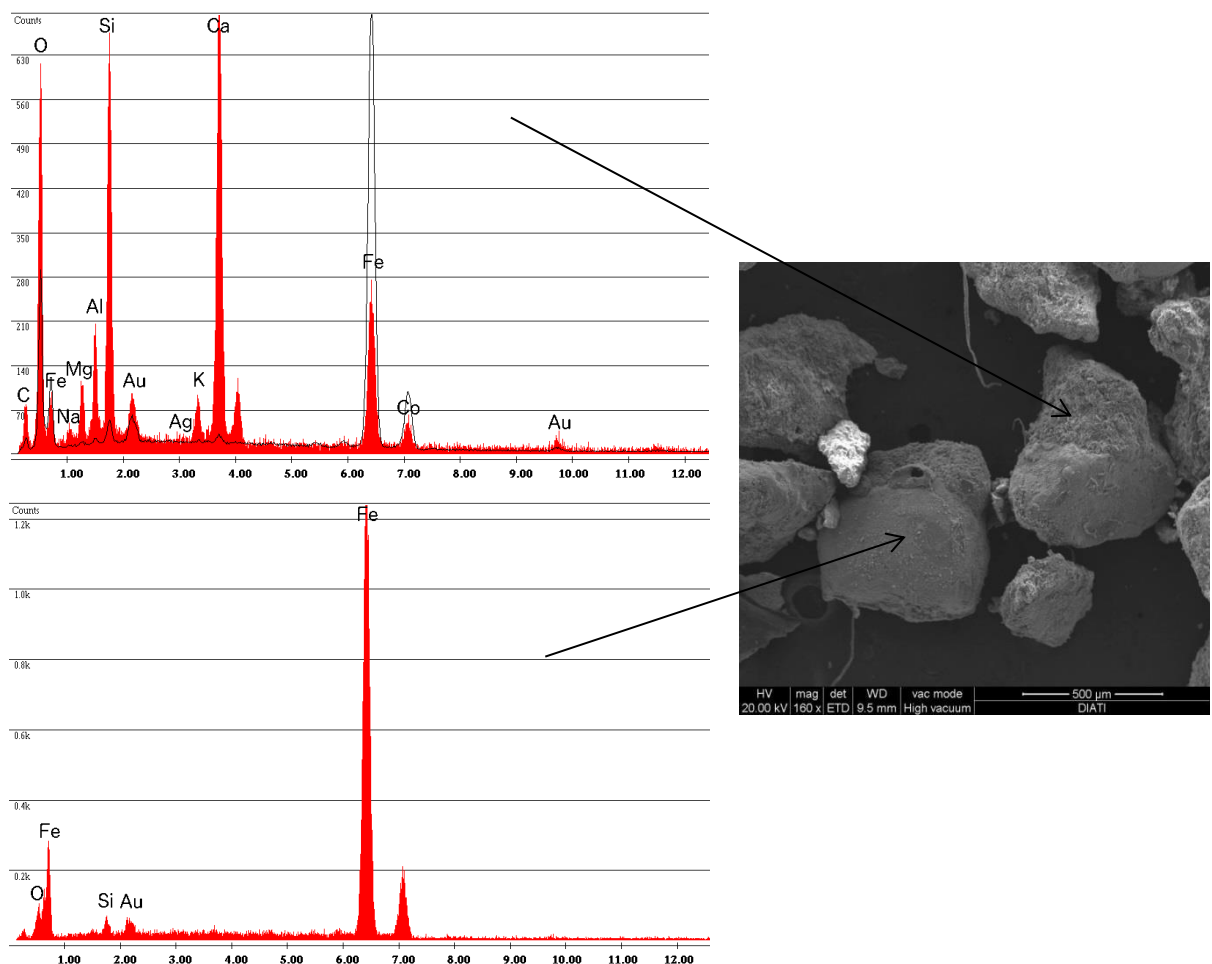 Counts
O
Si
Ca
630
560
490
420
350
280
210
140
70
Fe
Al
Mg
Fe
Au
K
C
Na
Ag
Co
Au
1.00 2.00 3.00 4.00 5.00 6.00 7.00 8.00 9.00 10.00 11.00 12.00
Counts
1.2k
1.0k
0.8k
0.6k
0.4k
0.2k
Fe
Fe
O
Si
Au
1.00 2.00 3.00 4.00 5.00 6.00 7.00 8.00 9.00 10.00 11.00 12.00
HV mag det WD vac mode 500 µm
20.00 kV 160 x ETD 9.5 mm High vacuum DIATI